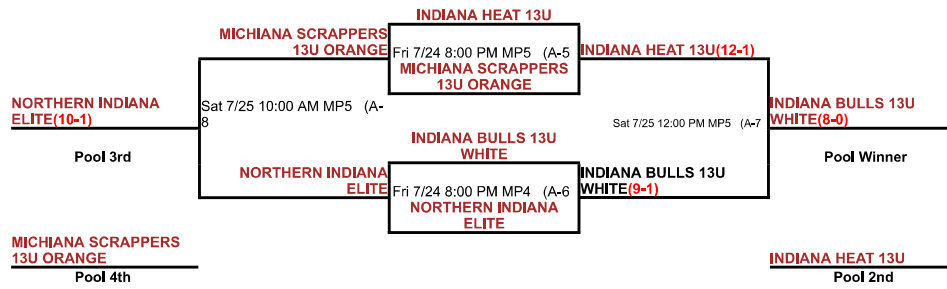 INDIANA HEAT 13U
MICHIANA SCRAPPERS
13U ORANGE
Fri 7/24 8:00 PM MP5 (A-5
INDIANA HEAT 13U(12-1)
MICHIANA SCRAPPERS
13U ORANGE
NORTHERN INDIANA
ELITE(10-1)
Sat 7/25 10:00 AM MP5 (A-
8
Sat 7/25 12:00 PM MP5 (A-7
INDIANA BULLS 13U
WHITE(8-0)
Pool 3rd
Pool Winner
INDIANA BULLS 13U
WHITE
NORTHERN INDIANA
ELITE
Fri 7/24 8:00 PM MP4 (A-6
INDIANA BULLS 13U
WHITE(9-1)
NORTHERN INDIANA
ELITE
MICHIANA SCRAPPERS
13U ORANGE
Pool 4th
INDIANA HEAT 13U
Pool 2nd